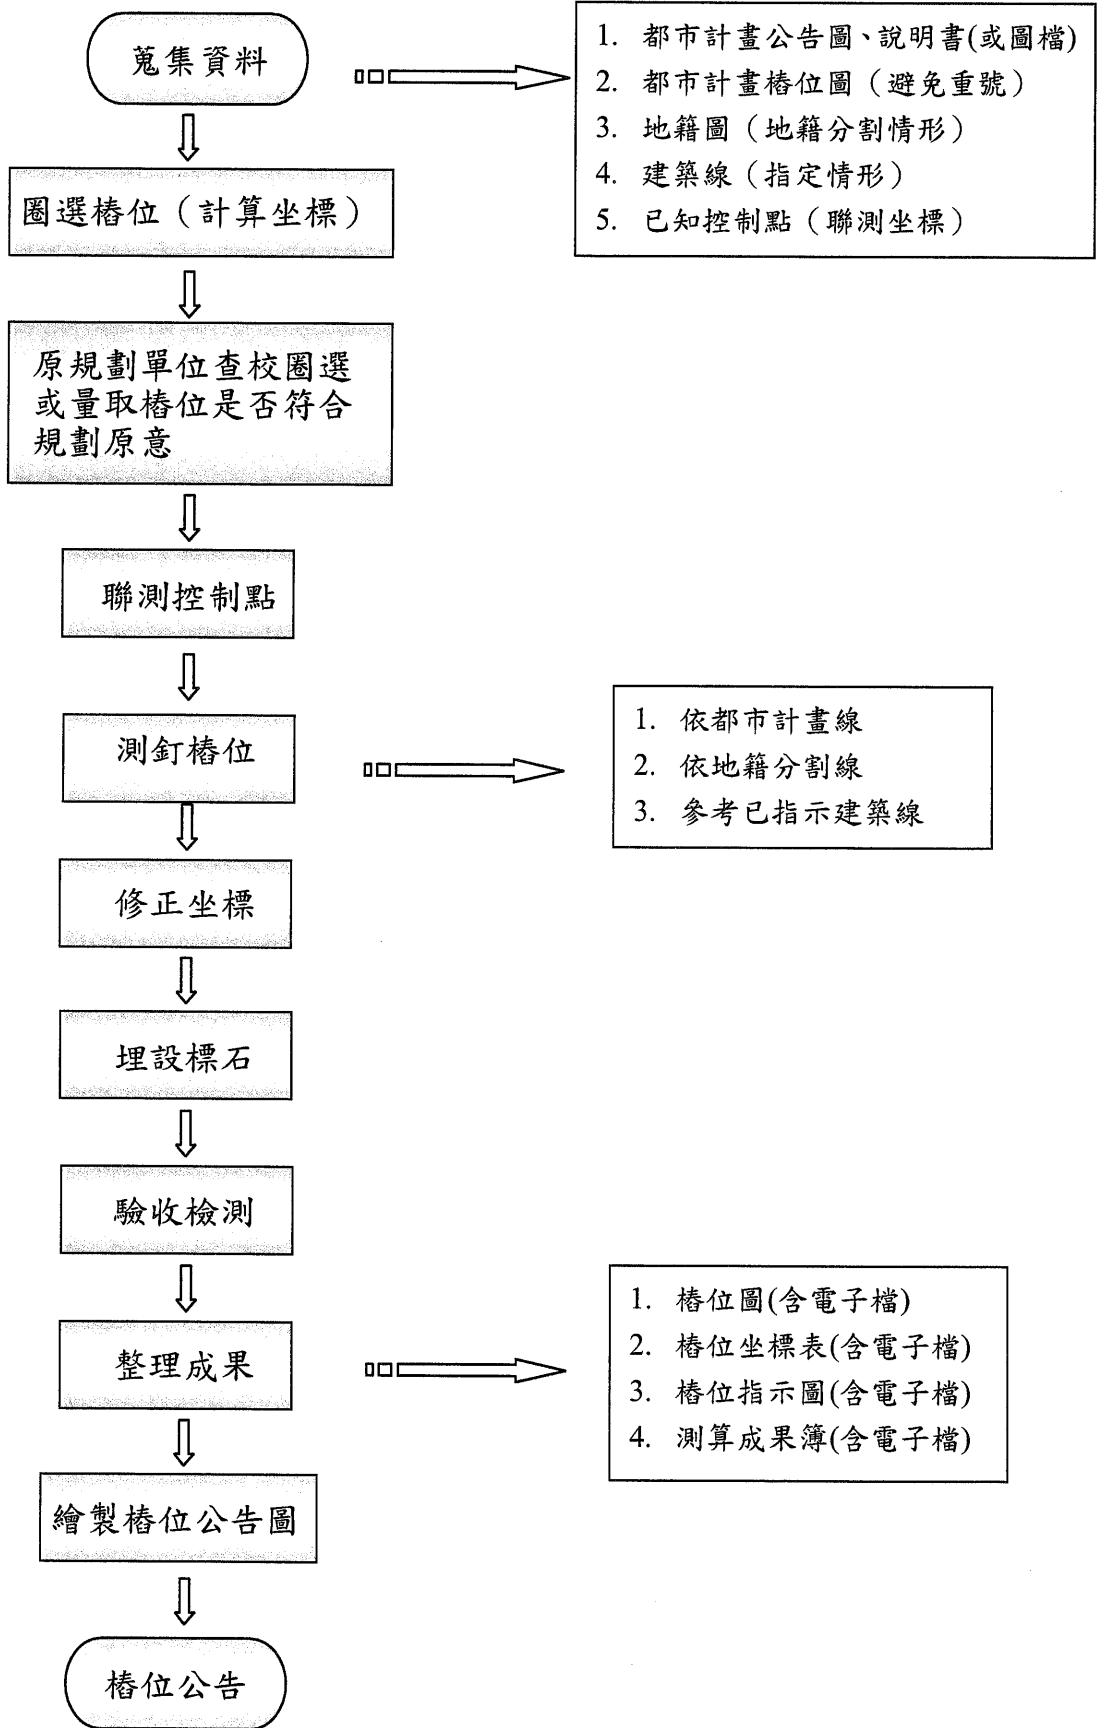 蒐集資料
1. 都市計畫公告圖、說明書(或圖檔)
2. 都市計畫樁位圖（避免重號）
3. 地籍圖（地籍分割情形）
4. 建築線（指定情形）
5. 已知控制點（聯測坐標）
圈選樁位（計算坐標）
原規劃單位查校圈選
或量取樁位是否符合
規劃原意
聯測控制點
測釘樁位
1. 依都市計畫線
2. 依地籍分割線
3. 參考已指示建築線
修正坐標
埋設標石
驗收檢測
整理成果
1. 樁位圖(含電子檔)
2. 樁位坐標表(含電子檔)
3. 樁位指示圖(含電子檔)
4. 測算成果簿(含電子檔)
繪製樁位公告圖
樁位公告